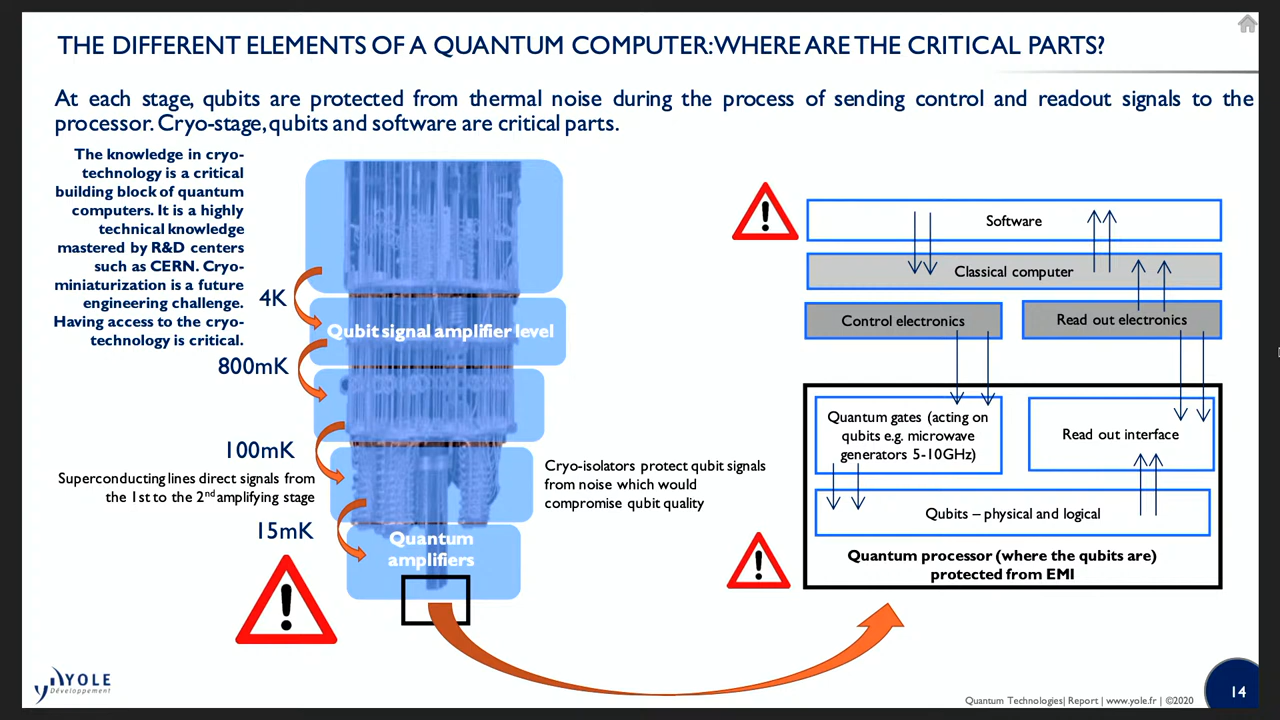 THE DIFFERENT ELEMENTS OF A QUANTUM COMPUTER: WHERE ARE THE CRITICAL PARTS?
At each stage, qubits are protected from thermal noise during the process of sending control and readout signals to the
processor. Cryo-stage, qubits and software are critical parts.
The knowledge in cryo-
technology is a critical
building block of quantum
computers. It is a highly
technical knowledge
mastered by R&D centers
such as CERN. Cryo-
miniaturization is a future
engineering challenge.
Having access to the cryo-
technology is critical.
4K
Qubit signal amplifier level
800mK
100mK
Superconducting lines direct signals from
the 1st to the 2nd amplifying stage
15mK
Quantum
amplifiers
Cryo-isolators protect qubit signals
from noise which would
compromise qubit quality
Software
Classical computer
Control electronics
Read out electronics
Quantum gates (acting on
qubits e.g. microwave
generators 5-10GHz)
Read out interface
Qubits – physical and logical
Quantum processor (where the qubits are)
protected from EMI
YOLE
Développement
Quantum Technologies| Report | www.yole.fr | ©2020
14